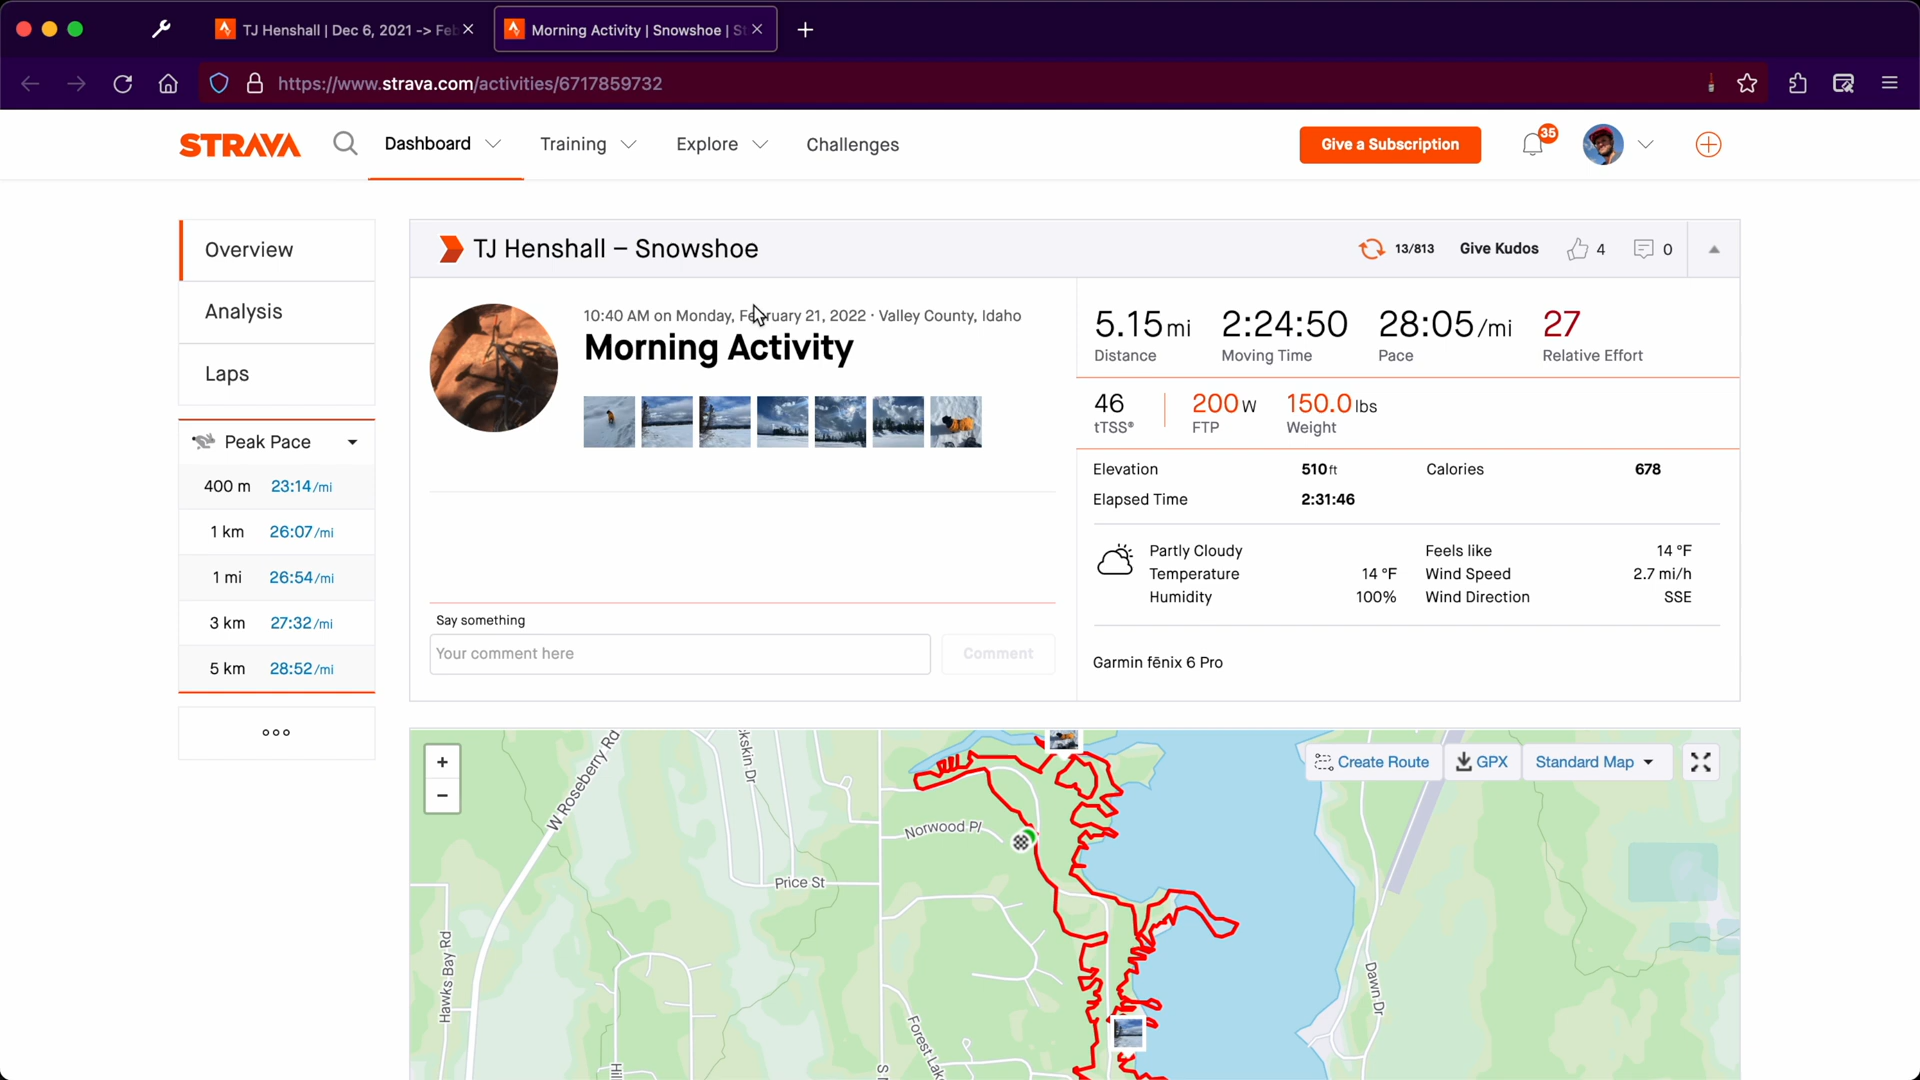 TJ Henshall | Dec 6, 2021 -> Feb
Morning Activity | Snowshoe | St
https://www.strava.com/activities/6717859732
STRAVA
Dashboard
Training
Explore
Challenges
Give a Subscription
35
Overview
Analysis
Laps
Peak Pace
400 m 23:14/mi
1 km 26:07/mi
1 mi 26:54/mi
3 km 27:32/mi
5 km 28:52/mi
TJ Henshall – Snowshoe
13/813
Give Kudos
4
0
10:40 AM on Monday, February 21, 2022 · Valley County, Idaho
Morning Activity
Say something
Your comment here
Comment
5.15mi 2:24:50 28:05/mi 27
Distance Moving Time Pace Relative Effort
46 200W 150.0lbs
tTSS® FTP Weight
Elevation 510ft Calories 678
Elapsed Time 2:31:46
Partly Cloudy Feels like 14 °F
Temperature 14 °F Wind Speed 2.7 mi/h
Humidity 100% Wind Direction SSE
Garmin fēnix 6 Pro
+
−
Create Route
GPX
Standard Map
W Roseberry Rd
kskin Dr
Norwood Pl
Price St
Hawks Bay Rd
Dawn Dr
Forest Lake
Hill
S